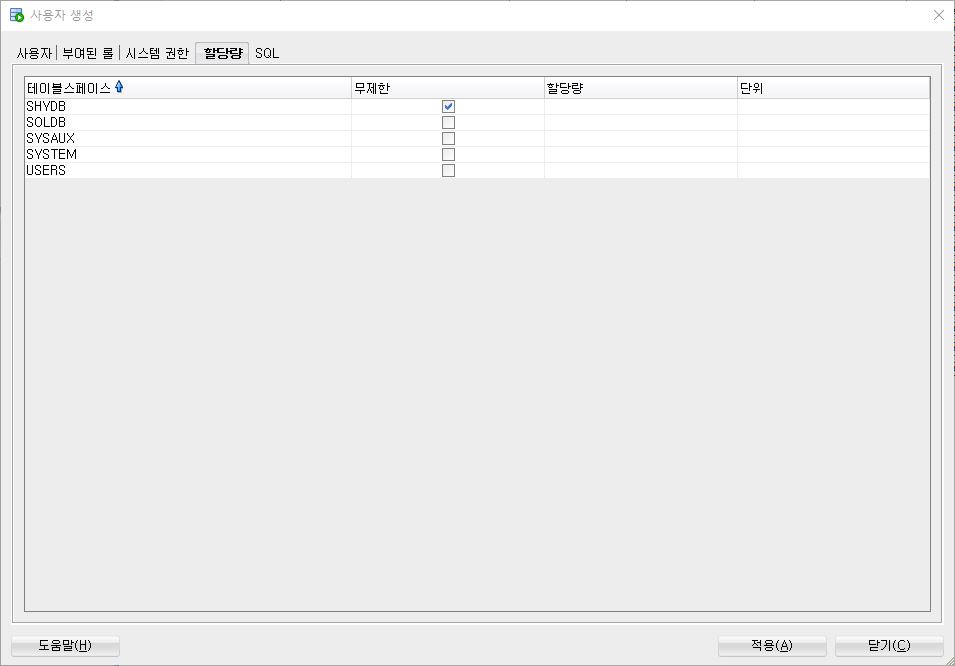 사용자 생성
사용자 부여된 롤 시스템 권한 할당량 SQL
테이블스페이스 무제한 할당량 단위
SHYDB
SOLDB
SYSAUX
SYSTEM
USERS
도움말(H) 적용(A) 닫기(C)